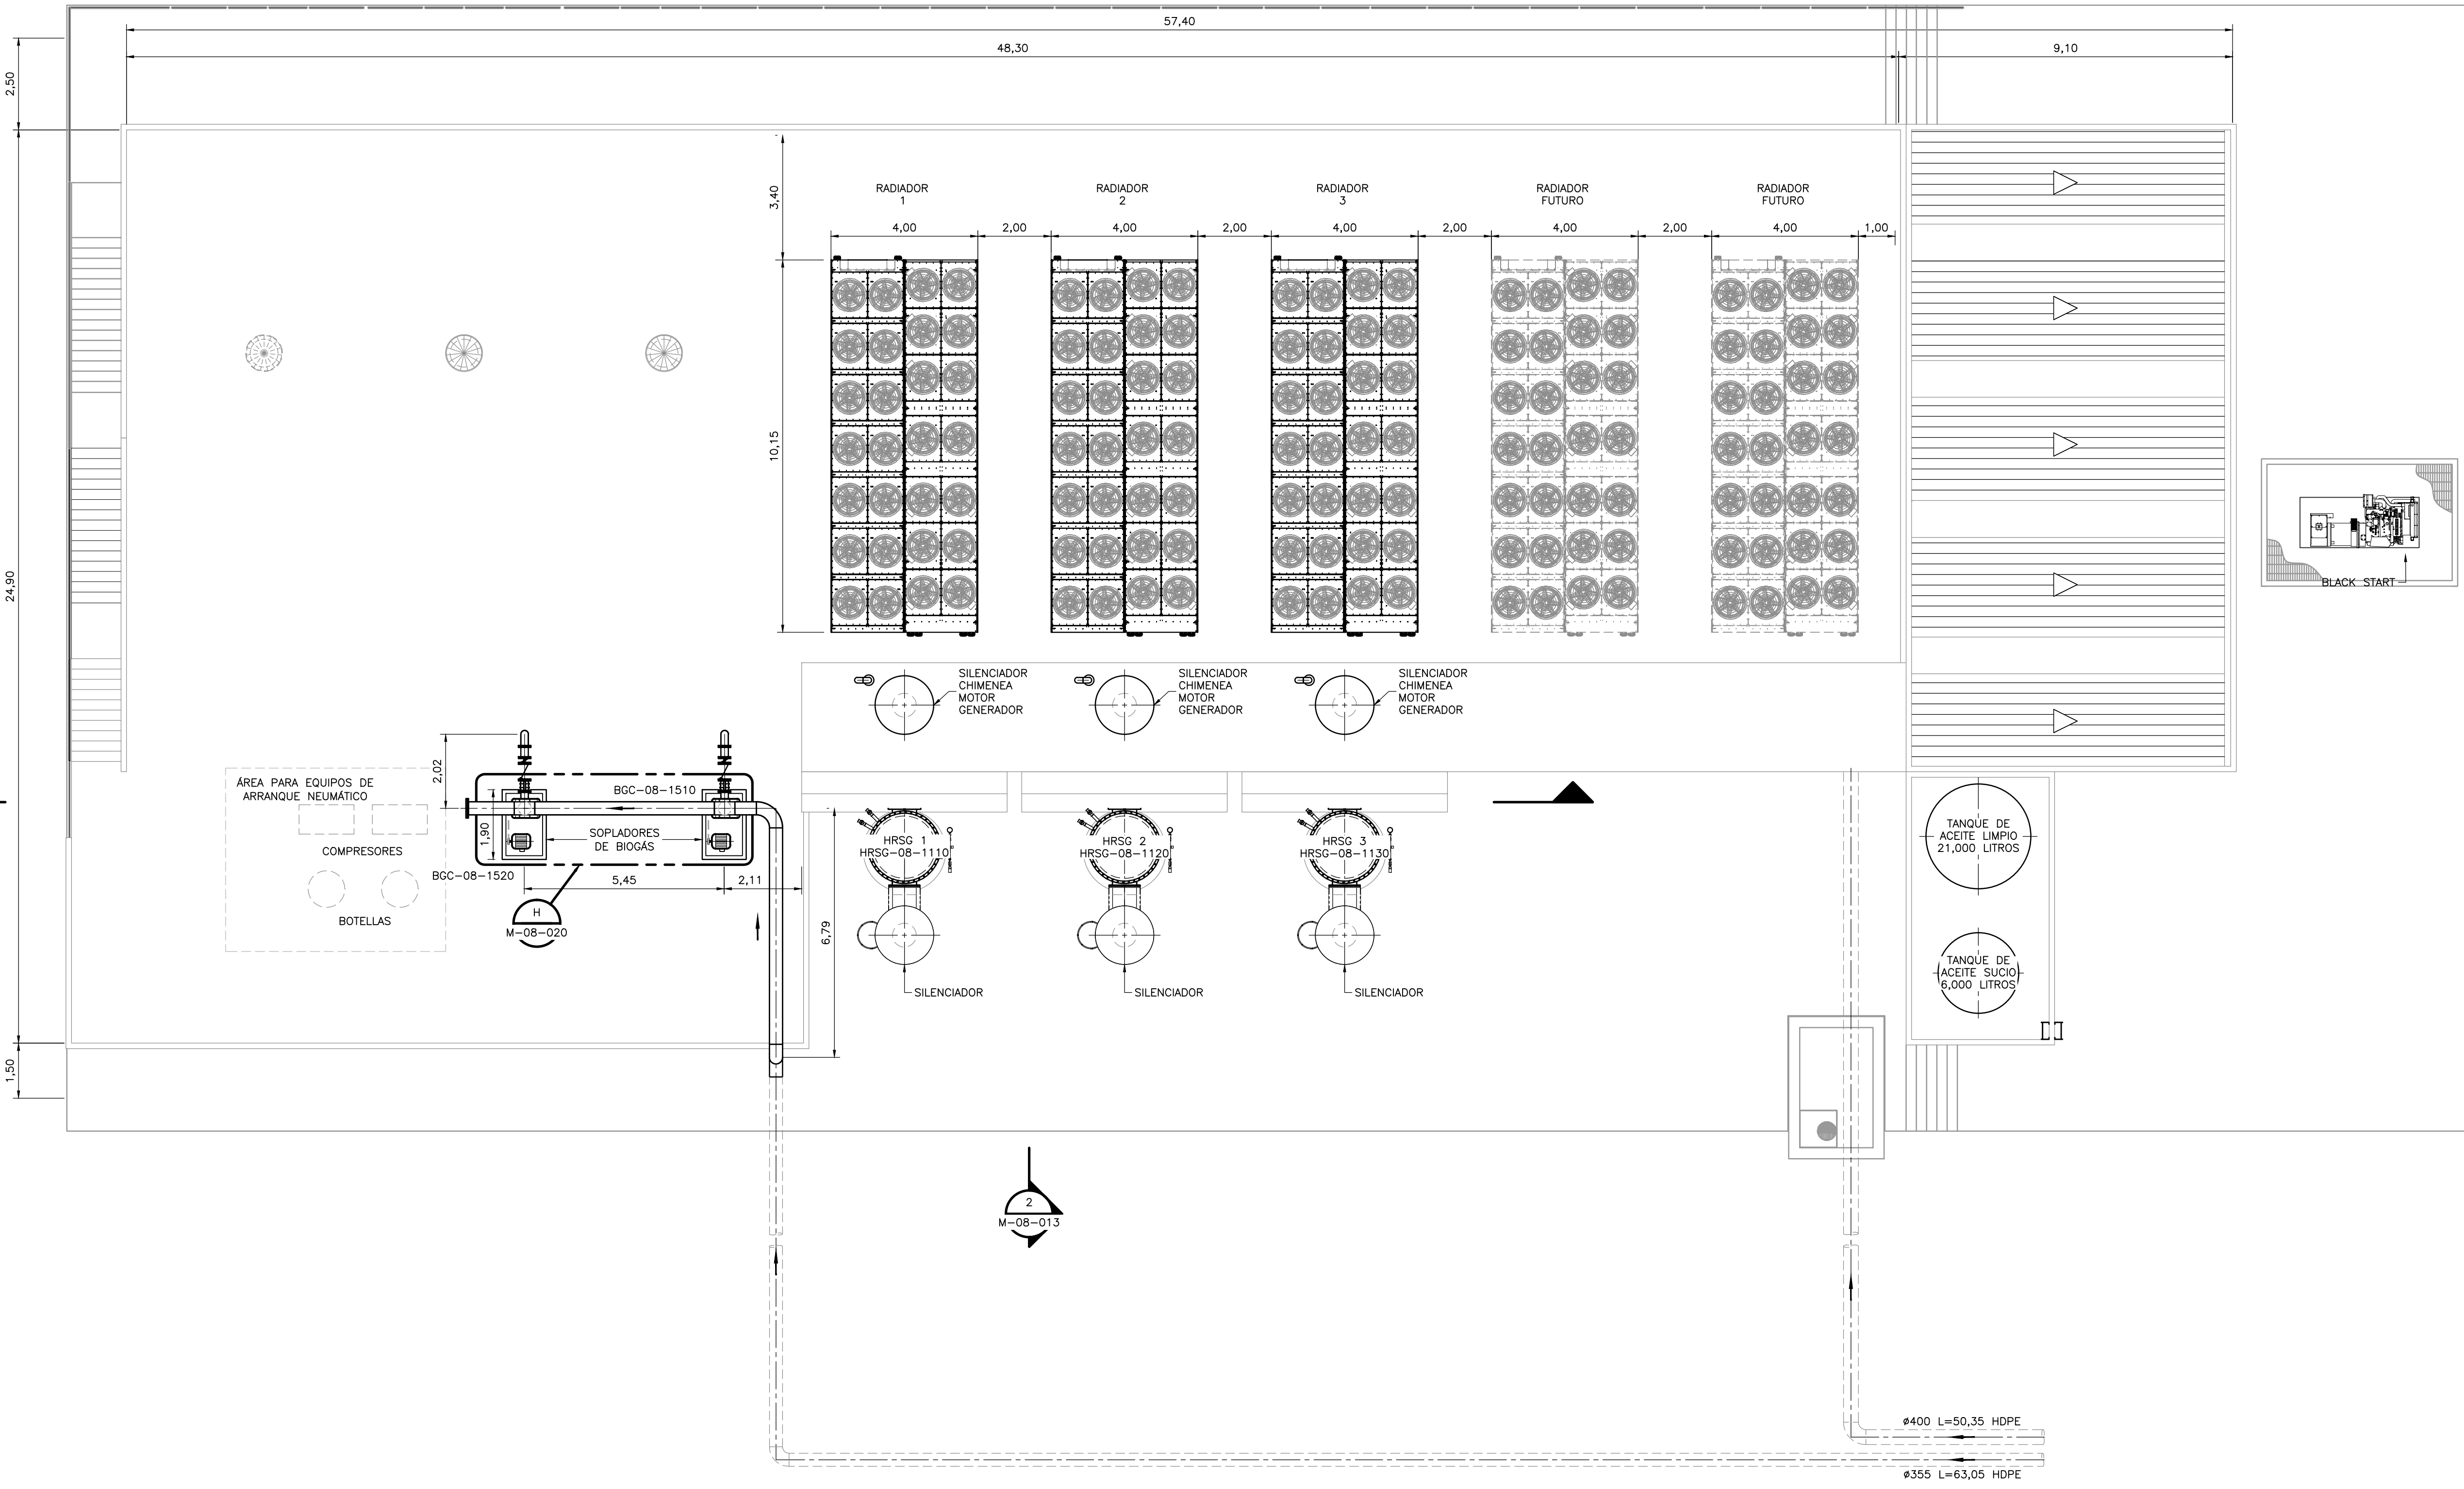 57,40
48,30
9,10
2,50
3,40
RADIADOR
1
RADIADOR
2
RADIADOR
3
RADIADOR
FUTURO
RADIADOR
FUTURO
4,00
2,00
4,00
2,00
4,00
2,00
4,00
2,00
4,00
1,00
10,15
24,90
BLACK START
SILENCIADOR
CHIMENEA
MOTOR
GENERADOR
SILENCIADOR
CHIMENEA
MOTOR
GENERADOR
SILENCIADOR
CHIMENEA
MOTOR
GENERADOR
2,02
ÁREA PARA EQUIPOS DE
ARRANQUE NEUMÁTICO
COMPRESORES
BOTELLAS
BGC-08-1510
1,90
SOPLADORES
DE BIOGÁS
BGC-08-1520
5,45
2,11
H
M-08-020
6,79
HRSG 1
HRSG-08-1110
HRSG 2
HRSG-08-1120
HRSG 3
HRSG-08-1130
SILENCIADOR
SILENCIADOR
SILENCIADOR
TANQUE DE
ACEITE LIMPIO
21,000 LITROS
TANQUE DE
ACEITE SUCIO
6,000 LITROS
1,50
2
M-08-013
ø400 L=50,35 HDPE
ø355 L=63,05 HDPE